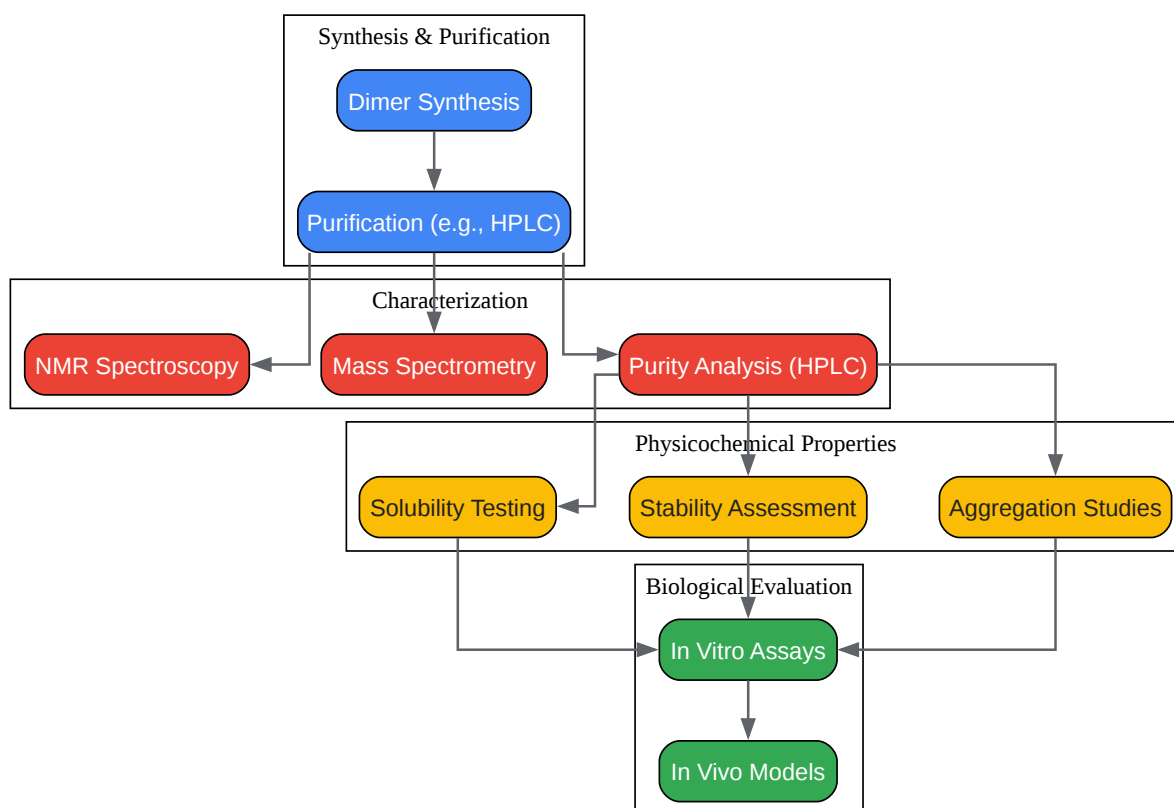 Synthesis & Purification
Dimer Synthesis
Purification (e.g., HPLC)
Characterization
NMR Spectroscopy
Mass Spectrometry
Purity Analysis (HPLC)
Physicochemical Properties
Solubility Testing
Stability Assessment
Aggregation Studies
Biological Evaluation
In Vitro Assays
In Vivo Models